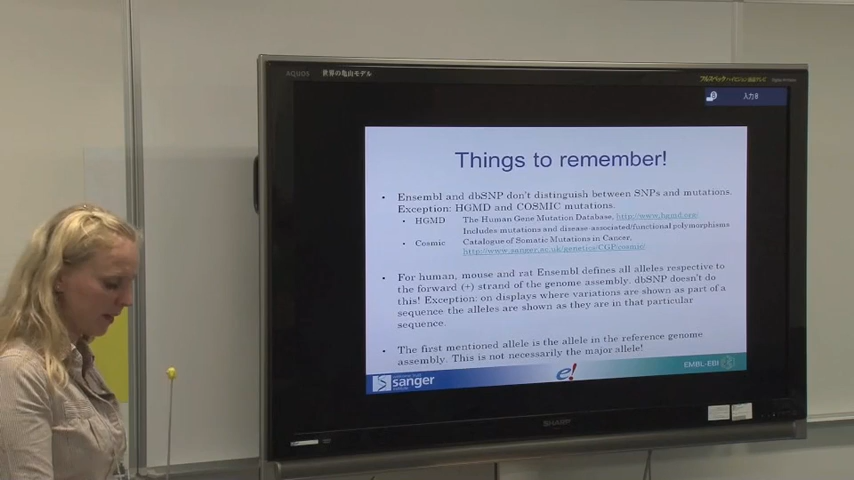 AQUOS 世界の亀山モデル
入力8
Things to remember!
• Ensembl and dbSNP don't distinguish between SNPs and mutations.
Exception: HGMD and COSMIC mutations.
• HGMD The Human Gene Mutation Database, http://www.hgmd.org/
Includes mutations and disease-associated/functional polymorphisms
• Cosmic Catalogue of Somatic Mutations in Cancer,
http://www.sanger.ac.uk/genetics/CGP/cosmic/
• For human, mouse and rat Ensembl defines all alleles respective to
the forward (+) strand of the genome assembly. dbSNP doesn't do
this! Exception: on displays where variations are shown as part of a
sequence the alleles are shown as they are in that particular
sequence.
• The first mentioned allele is the allele in the reference genome
assembly. This is not necessarily the major allele!
sanger
e!
EMBL-EBI
SHARP